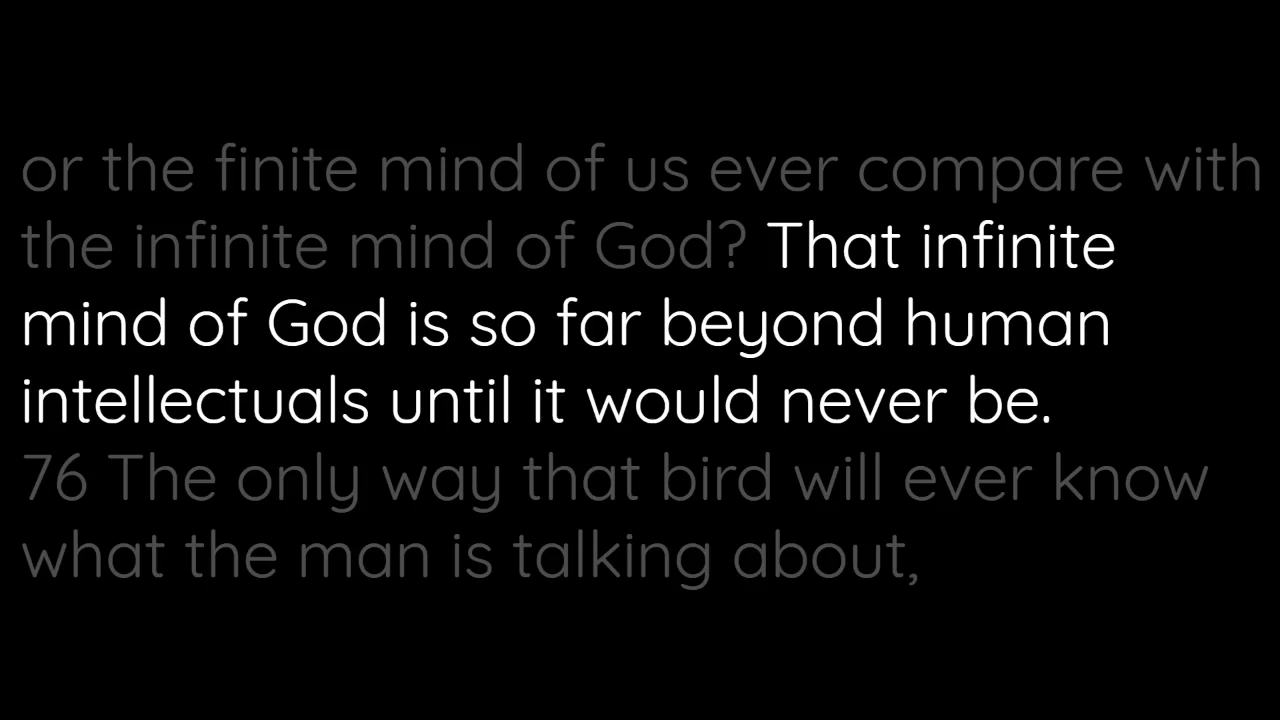 or the finite mind of us ever compare with
the infinite mind of God? That infinite
mind of God is so far beyond human
intellectuals until it would never be.
76 The only way that bird will ever know
what the man is talking about,